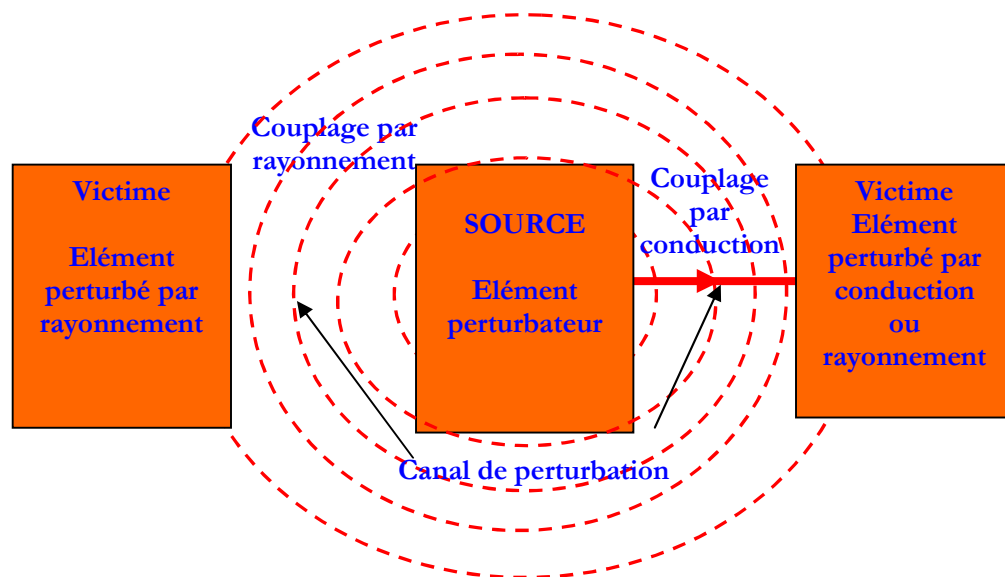 Couplage par
rayonnement
Victime
Elément
perturbé par
rayonnement
SOURCE
Elément
perturbateur
Couplage
par
conduction
Victime
Elément
perturbé par
conduction
ou
rayonnement
Canal de perturbation